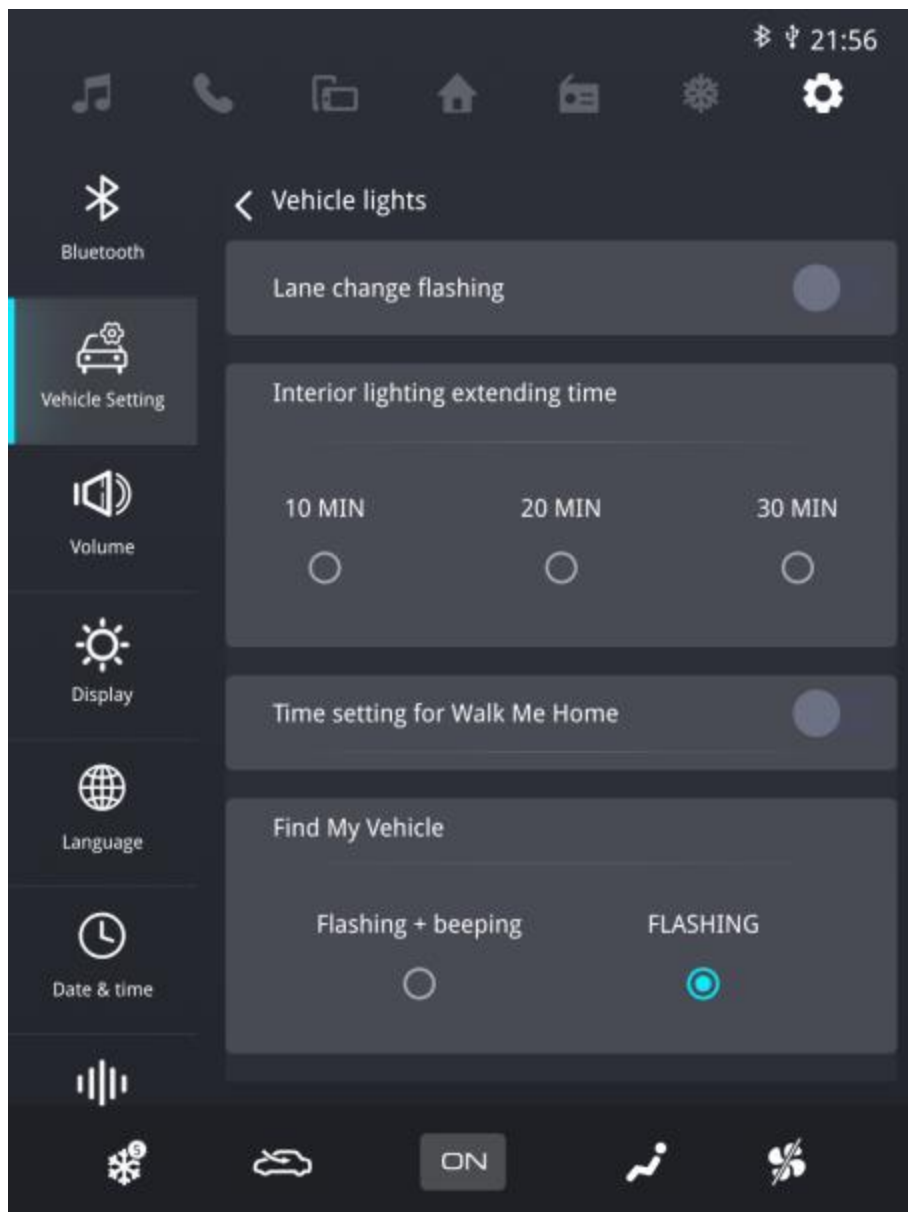 21:56
Bluetooth
Vehicle Setting
Volume
Display
Language
Date & time
Vehicle lights
Lane change flashing
Interior lighting extending time
10 MIN 20 MIN 30 MIN
Time setting for Walk Me Home
Find My Vehicle
Flashing + beeping FLASHING
S
ON